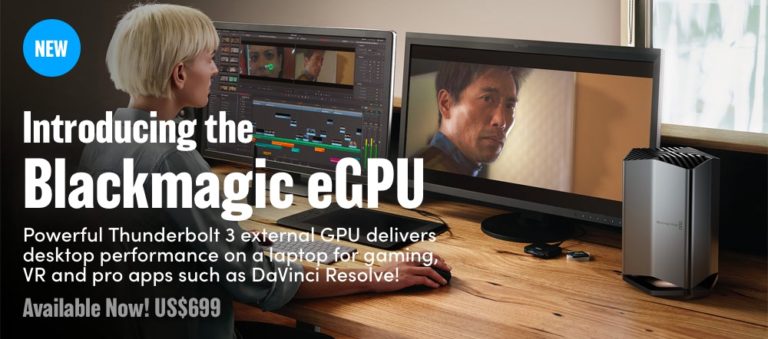 NEW
Introducing the
Blackmagic eGPU
Powerful Thunderbolt 3 external GPU delivers
desktop performance on a laptop for gaming,
VR and pro apps such as DaVinci Resolve!
Available Now! US$699